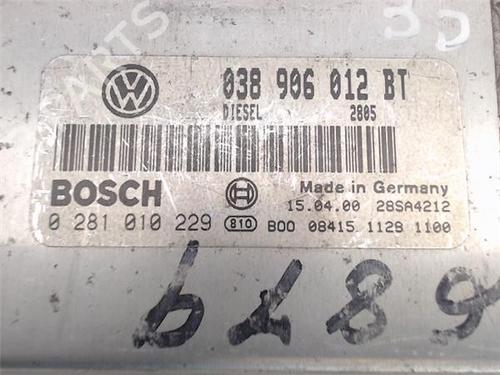 038 906 012 BT
DIESEL 2805
BOSCH
Made in Germany
15.04.00 28SA4212
0 281 010 229 810 B00 08415 1128 1100